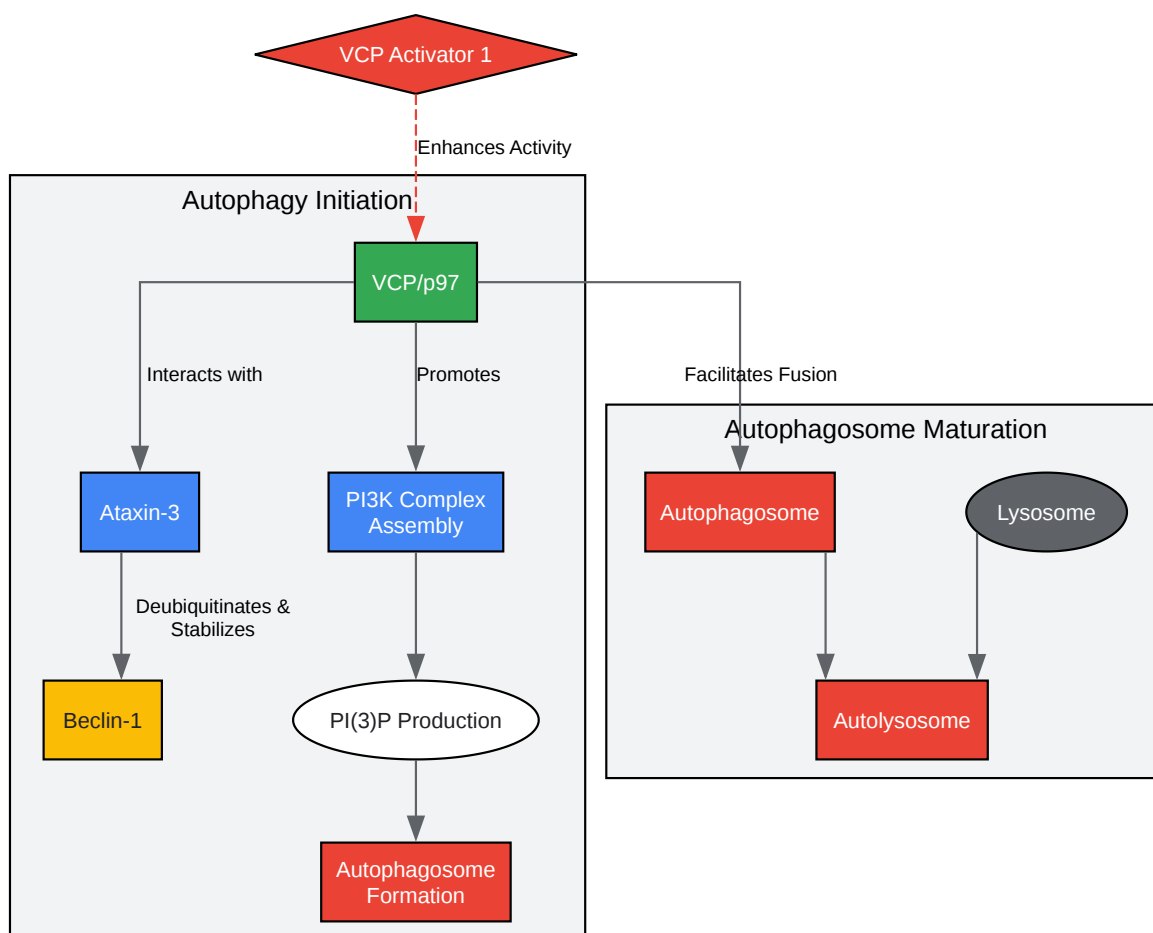 VCP Activator 1
Enhances Activity
Autophagy Initiation
VCP/p97
Interacts with
Promotes
Facilitates Fusion
Autophagosome Maturation
Ataxin-3
PI3K Complex
Assembly
Autophagosome
Lysosome
Deubiquitinates &
Stabilizes
Beclin-1
PI(3)P Production
Autolysosome
Autophagosome
Formation